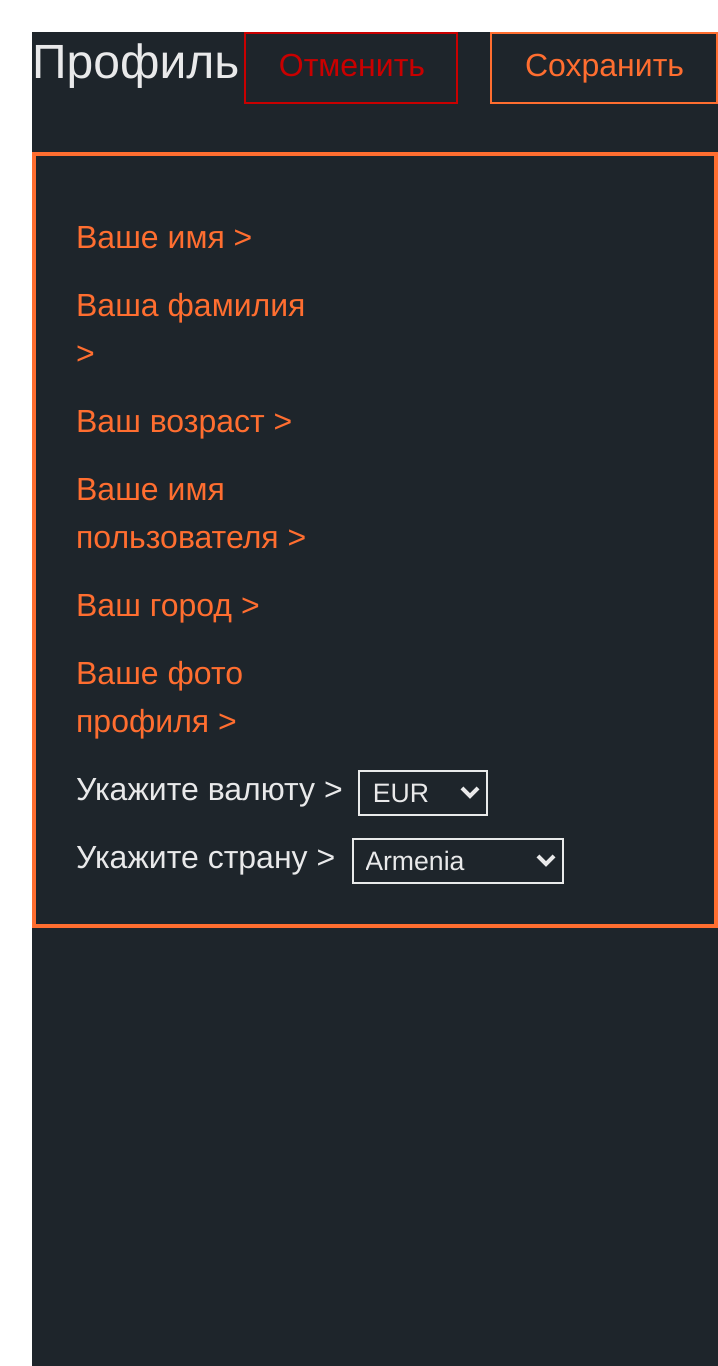 Профиль Отменить Сохранить
Ваше имя >
Ваша фамилия
>
Ваш возраст >
Ваше имя
пользователя >
Ваш город >
Ваше фото
профиля >
Укажите валюту > EUR
Укажите страну > Armenia